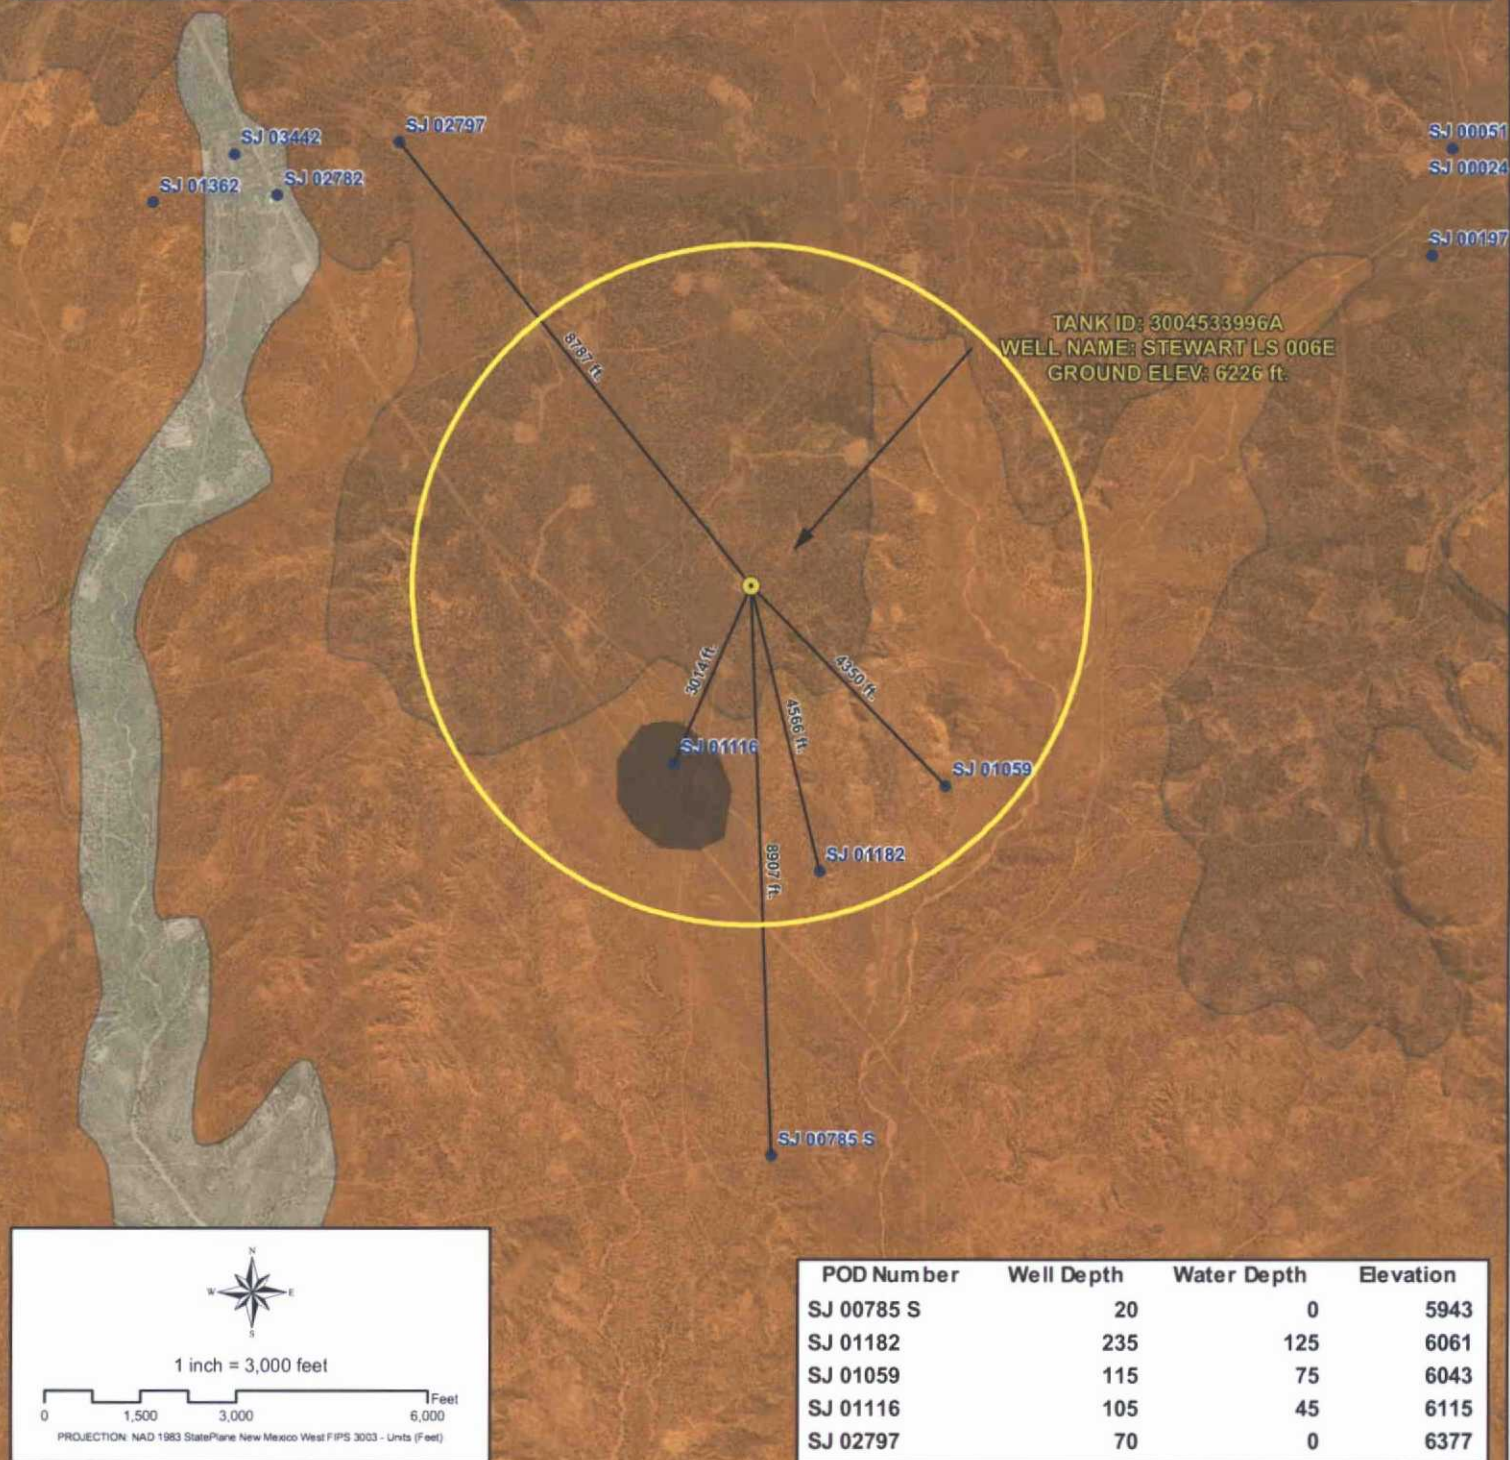 SJ 02797
SJ 03442
SJ 01362
SJ 02782
SJ 00051
SJ 00024
SJ 00197
TANK ID: 3004533996A
WELL NAME: STEWART LS 006E
GROUND ELEV: 6226 ft.
8787 ft.
3014 ft.
4566 ft.
4350 ft.
SJ 01116
SJ 01059
SJ 01182
8907 ft.
SJ 00785 S
N
W E
S
1 inch = 3,000 feet
Feet
0 1,500 3,000 6,000
PROJECTION: NAD 1983 StatePlane New Mexico West FIPS 3003 - Units (Feet)
POD Number Well Depth Water Depth Elevation
SJ 00785 S 20 0 5943
SJ 01182 235 125 6061
SJ 01059 115 75 6043
SJ 01116 105 45 6115
SJ 02797 70 0 6377